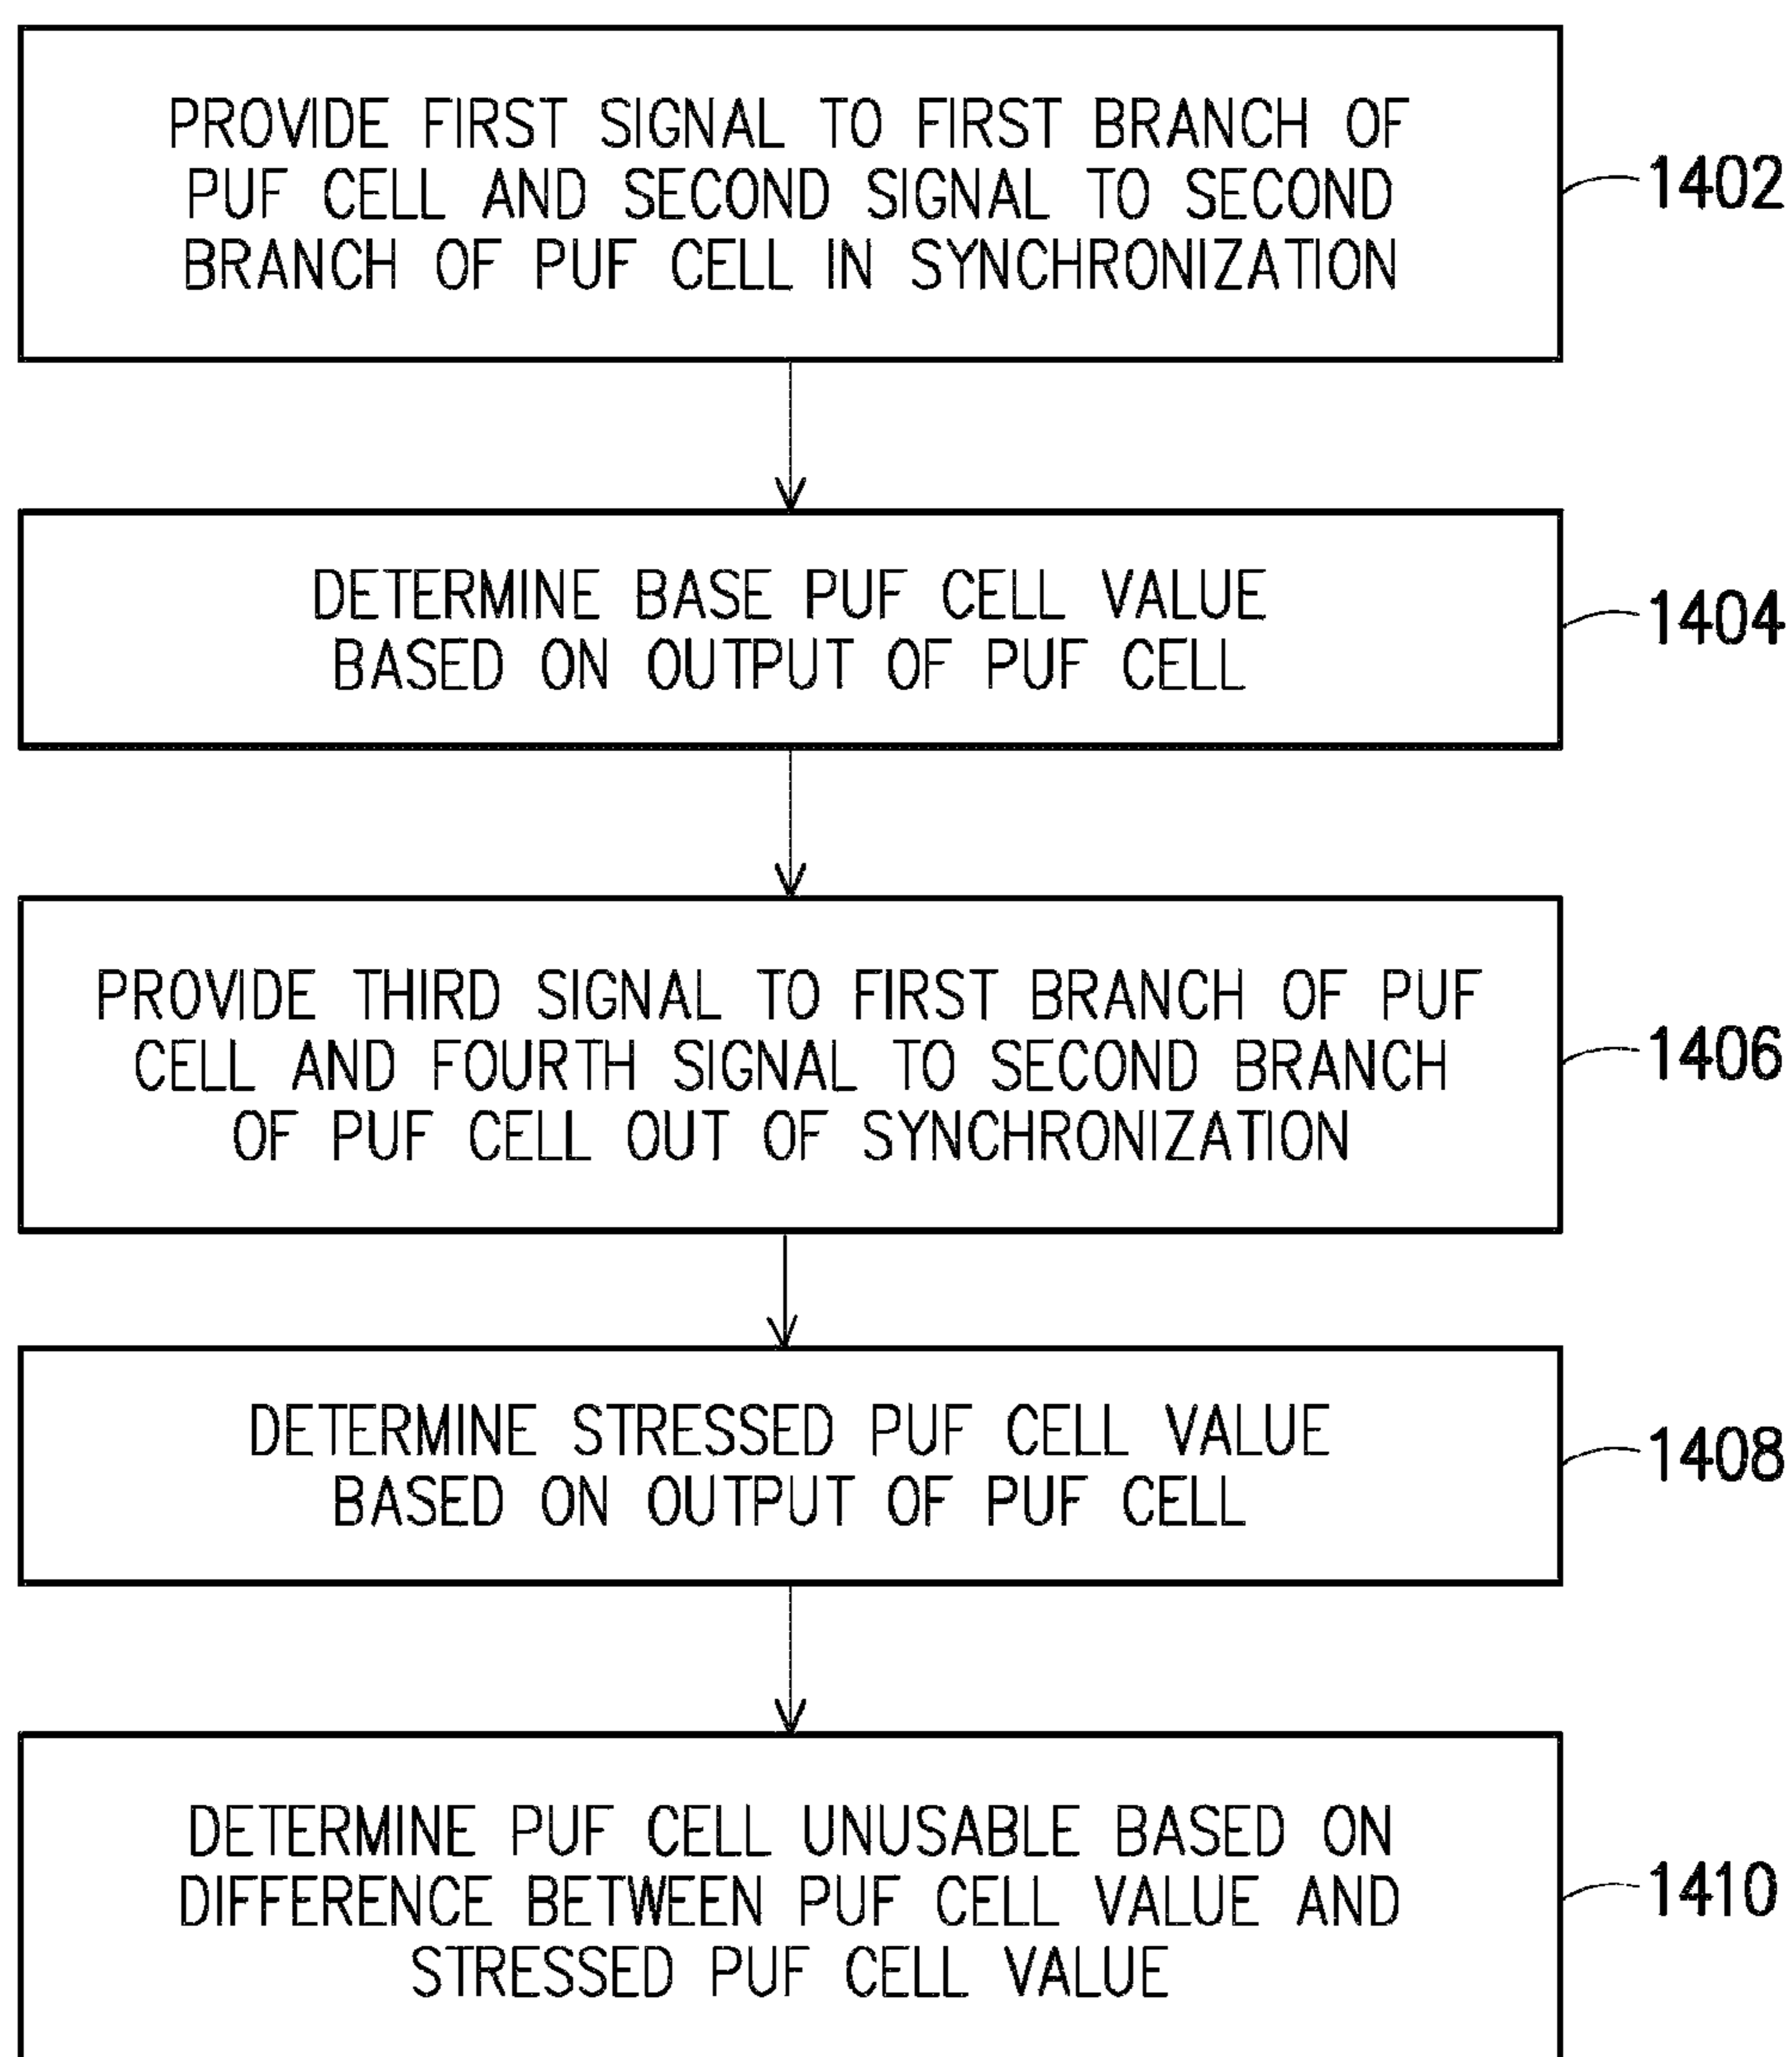 PROVIDE FIRST SIGNAL TO FIRST BRANCH OF
PUF CELL AND SECOND SIGNAL TO SECOND
BRANCH OF PUF CELL IN SYNCHRONIZATION
1402
DETERMINE BASE PUF CELL VALUE
BASED ON OUTPUT OF PUF CELL
1404
PROVIDE THIRD SIGNAL TO FIRST BRANCH OF PUF
CELL AND FOURTH SIGNAL TO SECOND BRANCH
OF PUF CELL OUT OF SYNCHRONIZATION
1406
DETERMINE STRESSED PUF CELL VALUE
BASED ON OUTPUT OF PUF CELL
1408
DETERMINE PUF CELL UNUSABLE BASED ON
DIFFERENCE BETWEEN PUF CELL VALUE AND
STRESSED PUF CELL VALUE
1410